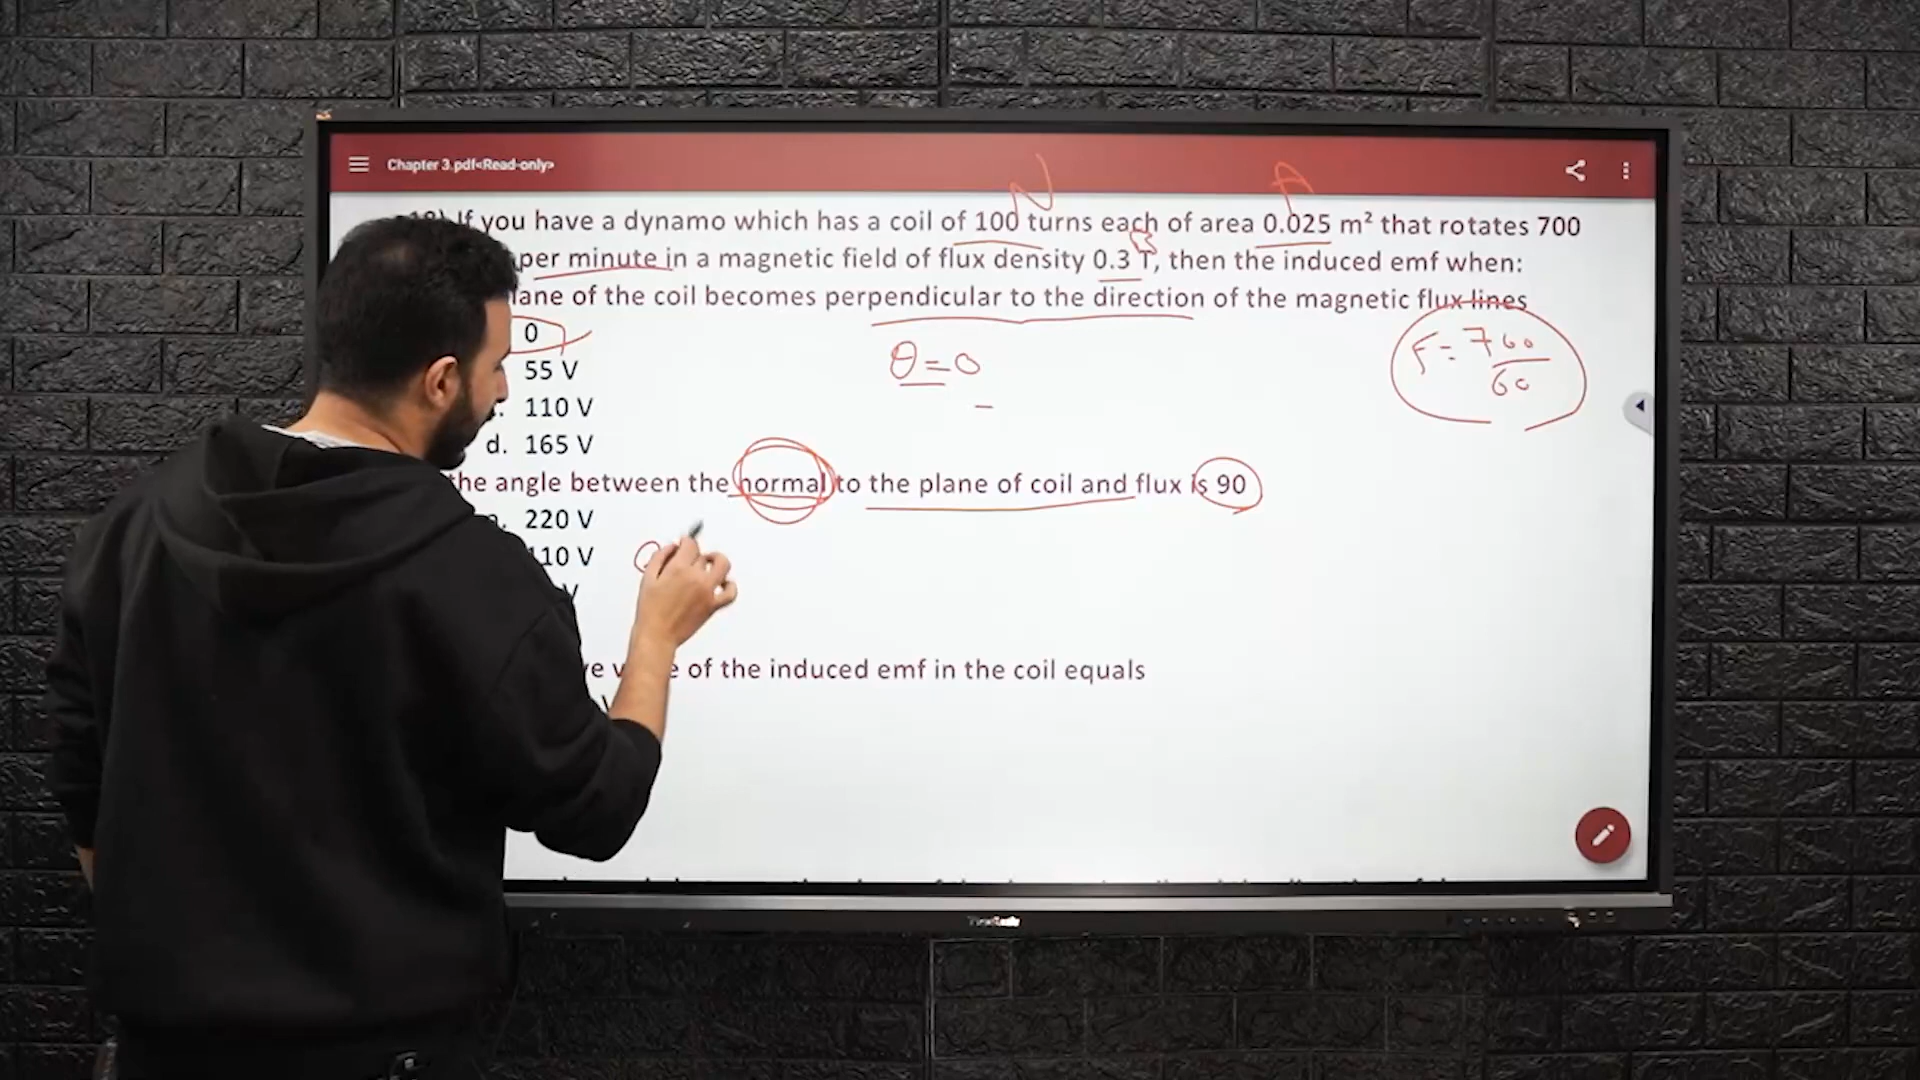 Chapter 3.pdf<Read-only>
N A
If you have a dynamo which has a coil of 100 turns each of area 0.025 m² that rotates 700
B
per minute in a magnetic field of flux density 0.3 T, then the induced emf when:
lane of the coil becomes perpendicular to the direction of the magnetic flux lines
0
θ=0
F= 700/60
55 V
110 V
d. 165 V
the angle between the normal to the plane of coil and flux is 90
220 V
110 V
V
of the induced emf in the coil equals
ViewSonic